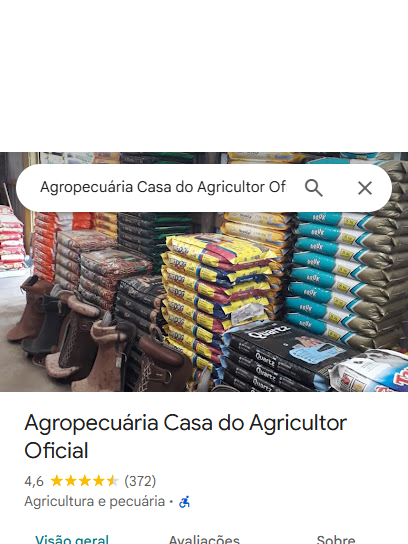 Agropecuária Casa do Agricultor Of
Quartz
Quartz
Agropecuária Casa do Agricultor
Oficial
4,6 (372)
Agricultura e pecuária ·
Visão geral Avaliações Sobre